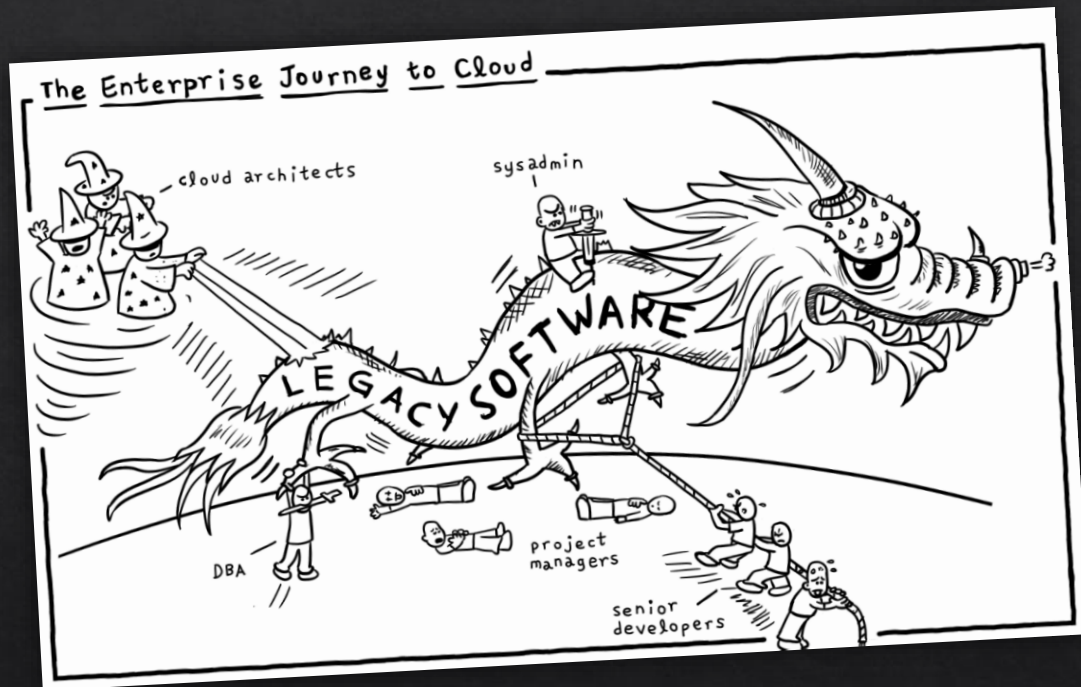 The Enterprise Journey to Cloud
cloud architects
sysadmin
LEGACY SOFTWARE
DBA
project
managers
senior
developers